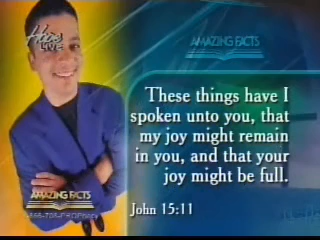 LIVE
AMAZING FACTS
These things have I
spoken unto you, that
my joy might remain
in you, and that your
joy might be full.
John 15:11
AMAZING FACTS